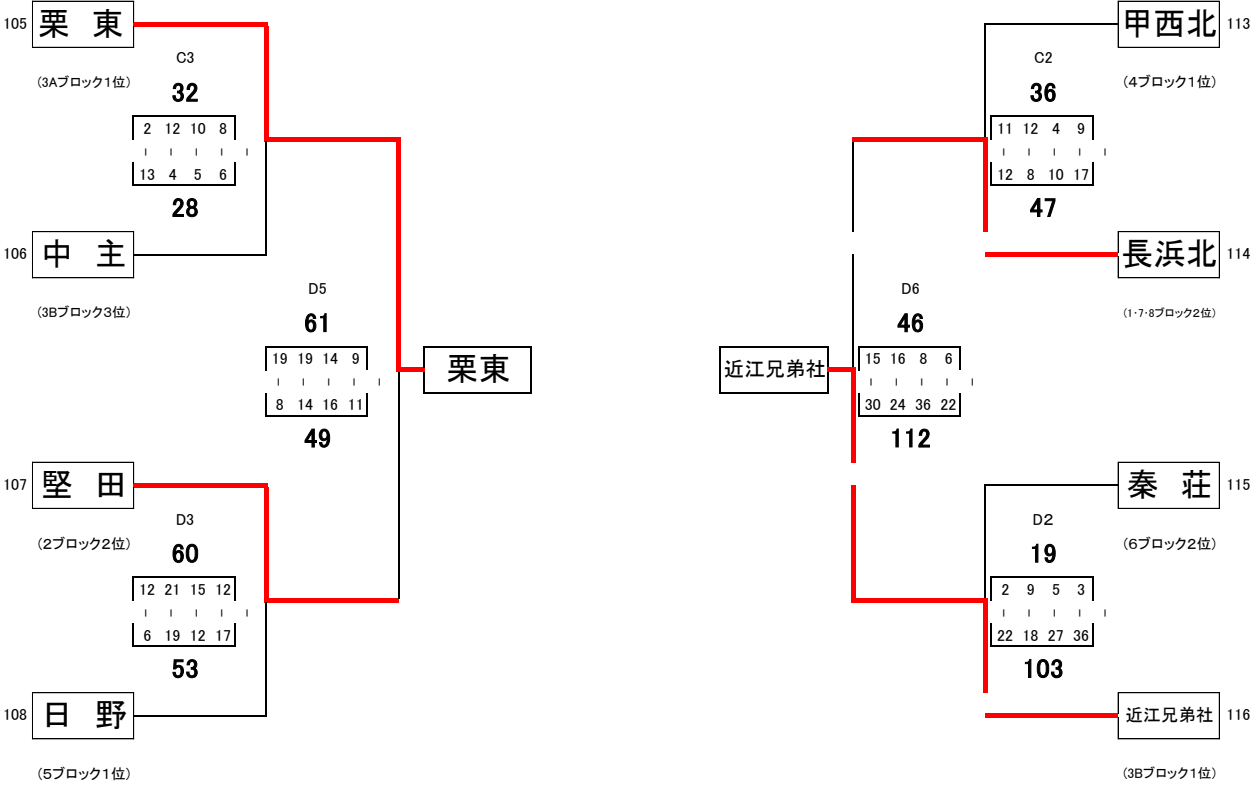 105 栗 東
(3Aブロック1位)
C3
32
2 12 10 8
13 4 5 6
28
106 中 主
(3Bブロック3位)
D5
61
19 19 14 9
8 14 16 11
49
栗東
107 堅 田
(2ブロック2位)
D3
60
12 21 15 12
6 19 12 17
53
108 日 野
(5ブロック1位)
甲西北 113
(4ブロック1位)
C2
36
11 12 4 9
12 8 10 17
47
長浜北 114
(1・7・8ブロック2位)
D6
46
近江兄弟社
15 16 8 6
30 24 36 22
112
秦 荘 115
(6ブロック2位)
D2
19
2 9 5 3
22 18 27 36
103
近江兄弟社 116
(3Bブロック1位)